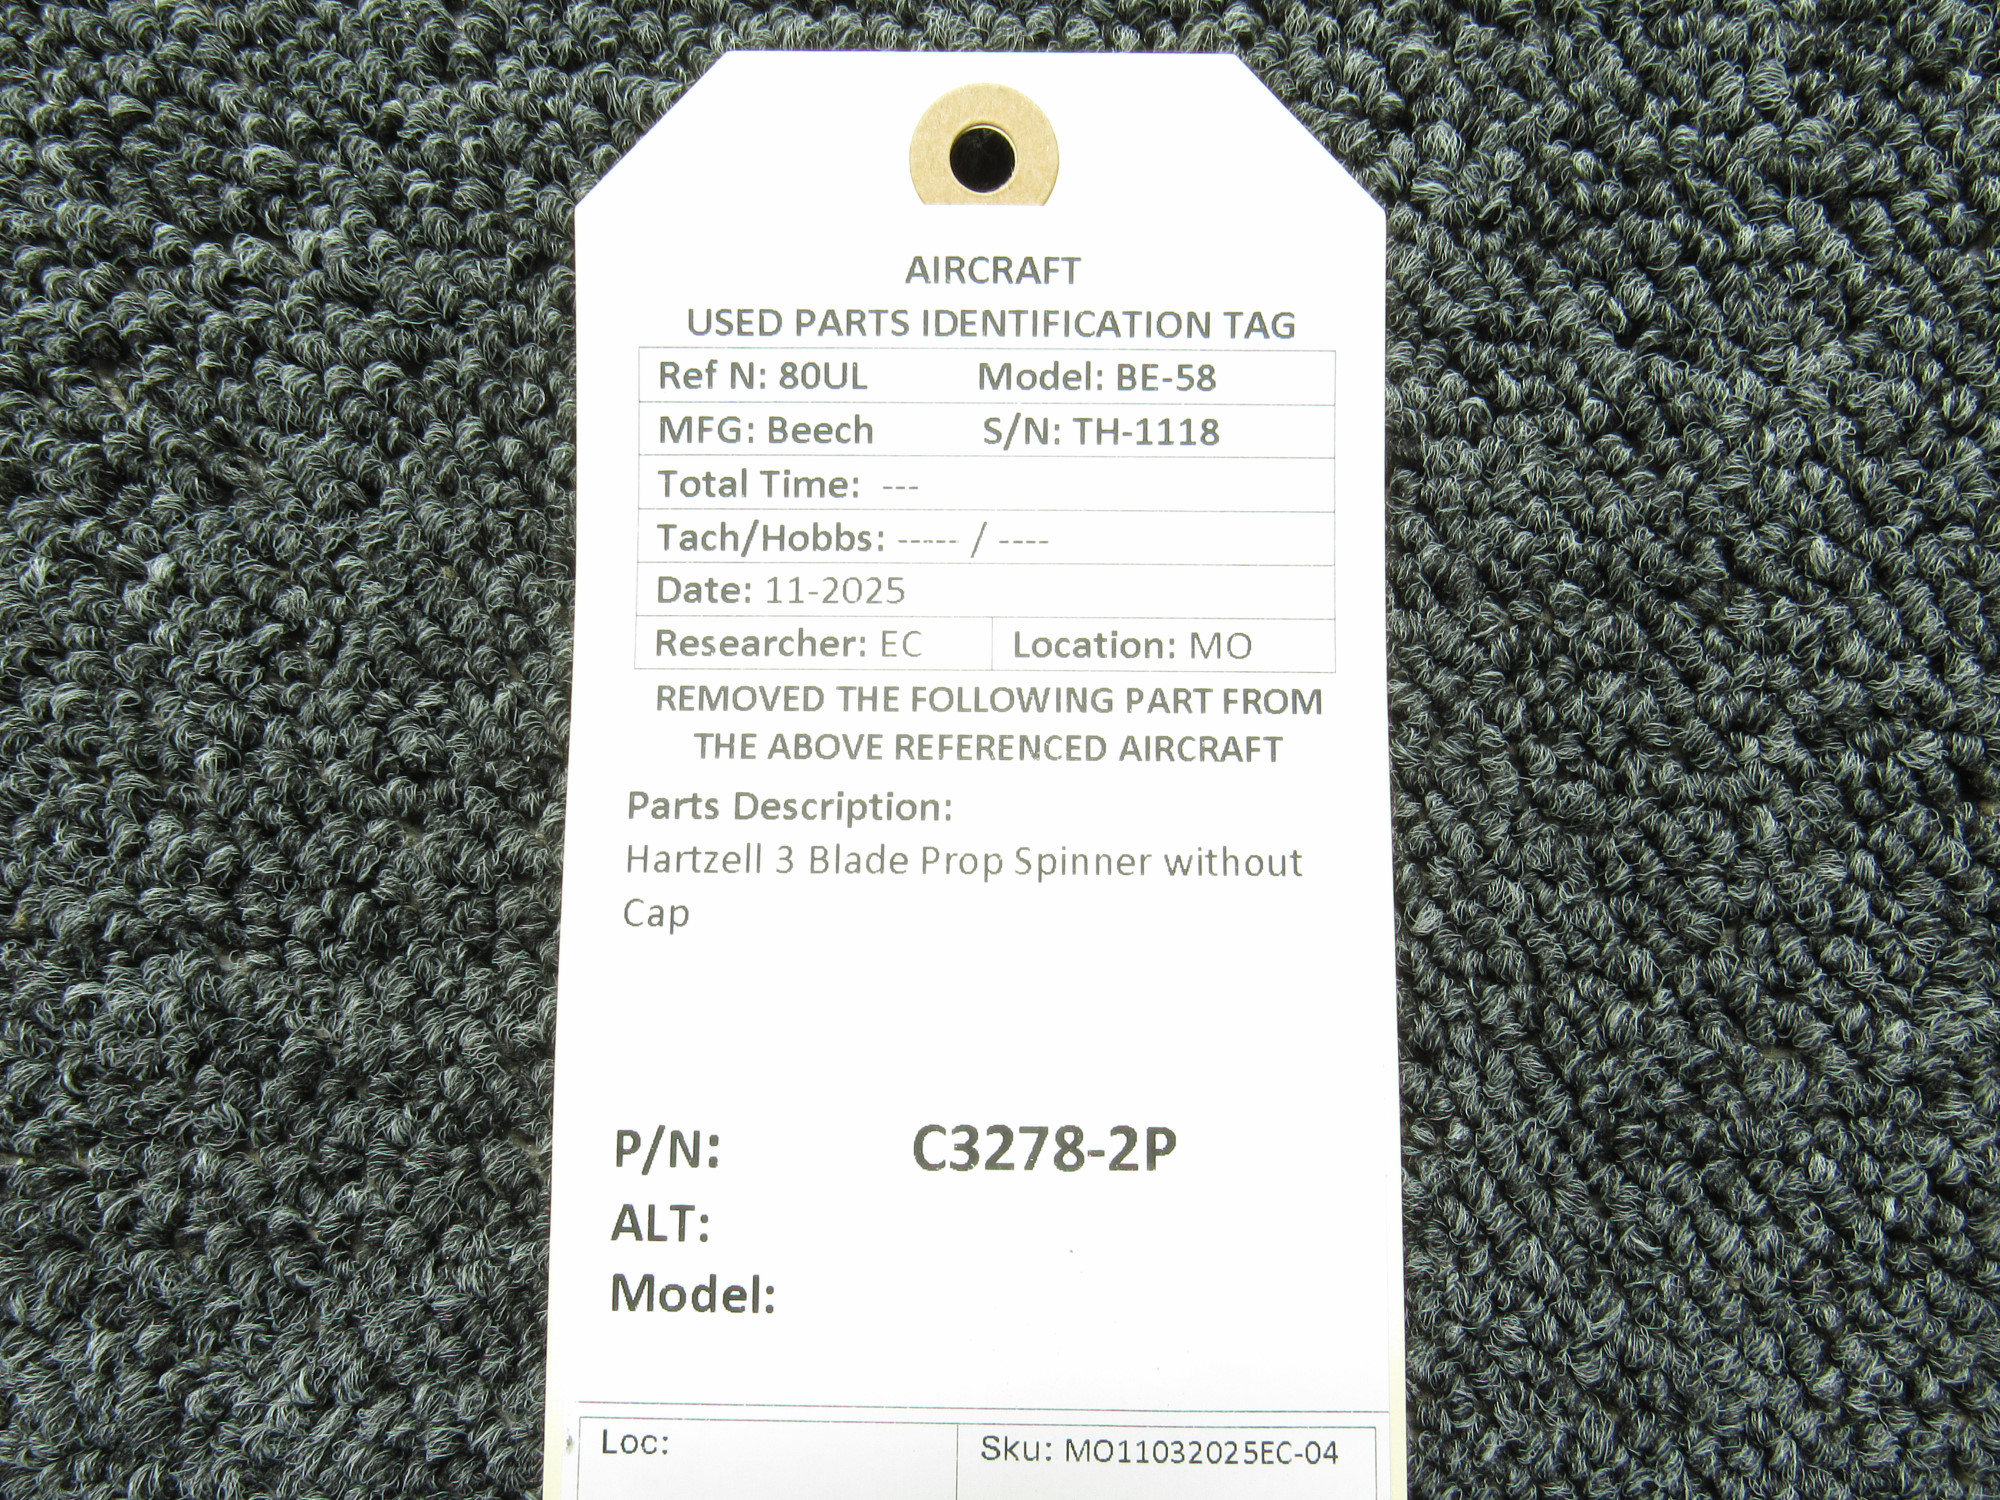 AIRCRAFT
USED PARTS IDENTIFICATION TAG
Ref N: 80UL Model: BE-58
MFG: Beech S/N: TH-1118
Total Time: ---
Tach/Hobbs: ----- / ----
Date: 11-2025
Researcher: EC Location: MO
REMOVED THE FOLLOWING PART FROM
THE ABOVE REFERENCED AIRCRAFT
Parts Description:
Hartzell 3 Blade Prop Spinner without
Cap
P/N: C3278-2P
ALT:
Model:
Loc: Sku: MO11032025EC-04